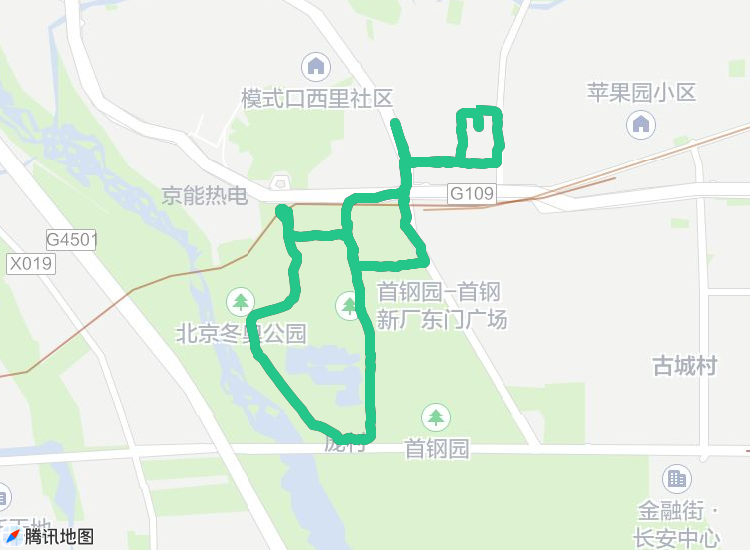 模式口西里社区
苹果园小区
京能热电
G109
G4501
X019
首钢园-首钢
新厂东门广场
北京冬奥公园
古城村
庞村
首钢园
金融街·
长安中心
天地
腾讯地图